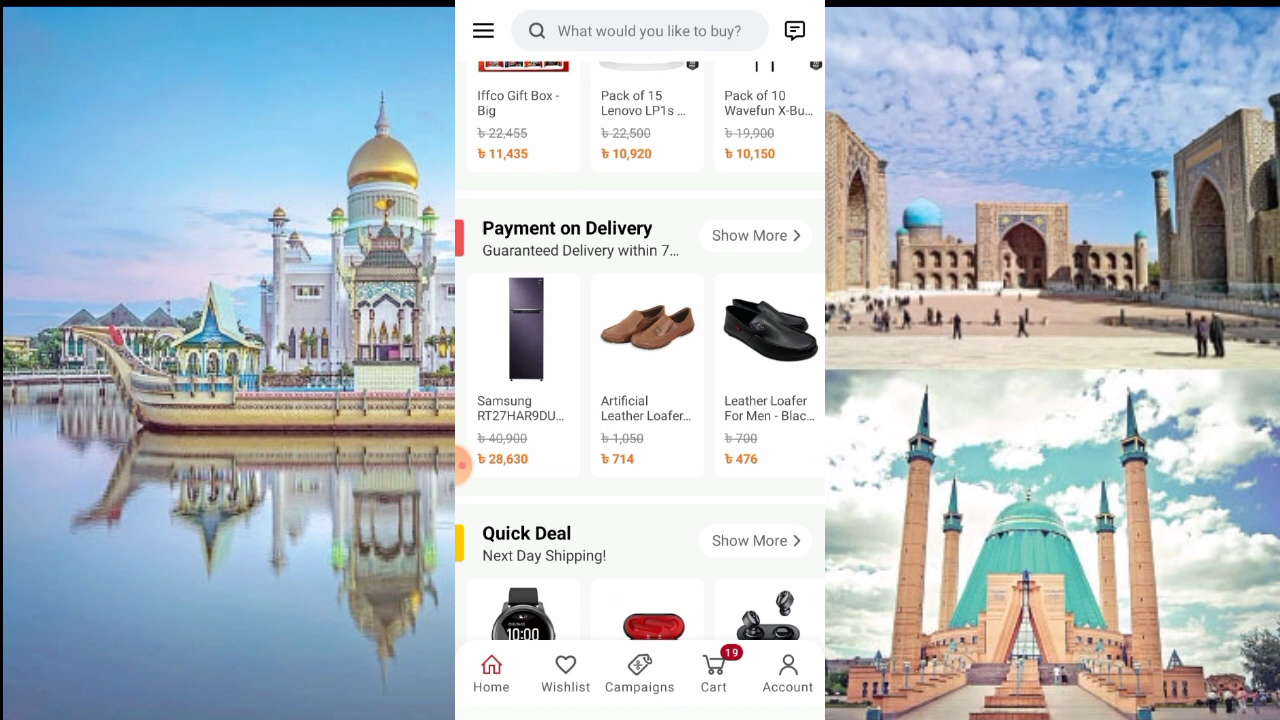 What would you like to buy?
Iffco Gift Box -
Big
৳ 22,455
৳ 11,435
Pack of 15
Lenovo LP1s ...
৳ 22,500
৳ 10,920
Pack of 10
Wavefun X-Bu...
৳ 19,900
৳ 10,150
Payment on Delivery
Guaranteed Delivery within 7...
Show More
Samsung
RT27HAR9DU...
৳ 40,900
৳ 28,630
Artificial
Leather Loafer...
৳ 1,050
৳ 714
Leather Loafer
For Men - Blac...
৳ 700
৳ 476
Quick Deal
Next Day Shipping!
Show More
10:00
Home
Wishlist
Campaigns
19
Cart
Account